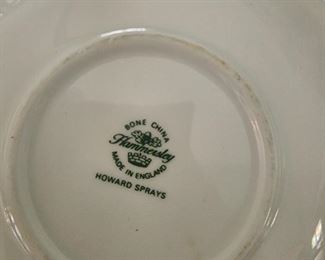 BONE CHINA
Hammersley
MADE IN ENGLAND
HOWARD SPRAYS